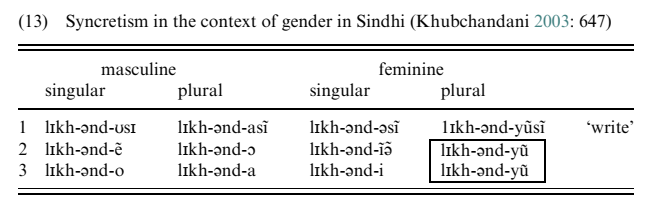 (13) Syncretism in the context of gender in Sindhi (Khubchandani 2003: 647)
masculine feminine
singular plural singular plural
1 lɪkh-ənd-ʊsɪ lɪkh-ənd-asĩ lɪkh-ənd-əsĩ lɪkh-ənd-yũsĩ ‘write’
2 lɪkh-ənd-ẽ lɪkh-ənd-ɔ lɪkh-ənd-ĩə̃ lɪkh-ənd-yũ
3 lɪkh-ənd-o lɪkh-ənd-a lɪkh-ənd-i lɪkh-ənd-yũ